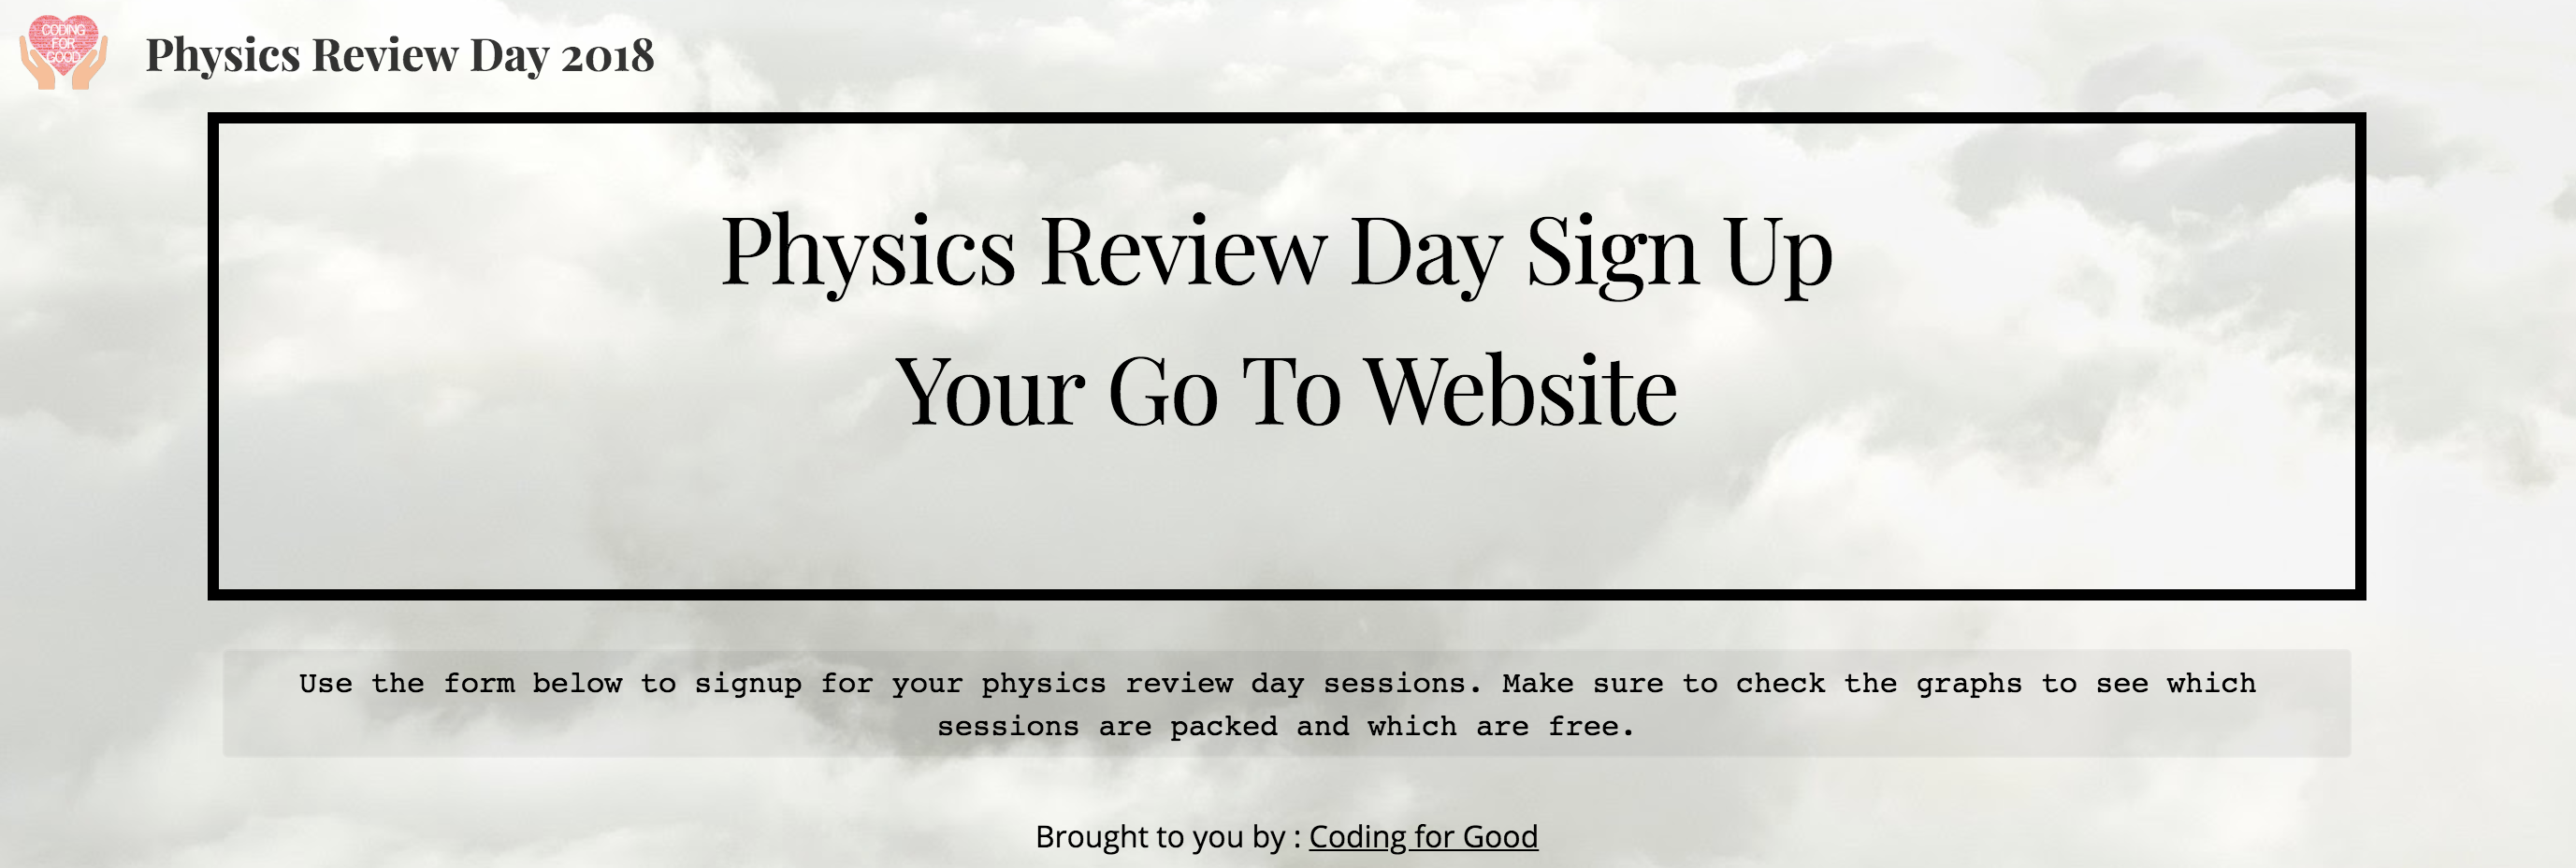 CODING
FOR
GOOD
Physics Review Day 2018
Physics Review Day Sign Up
Your Go To Website
Use the form below to signup for your physics review day sessions. Make sure to check the graphs to see which
sessions are packed and which are free.
Brought to you by : Coding for Good